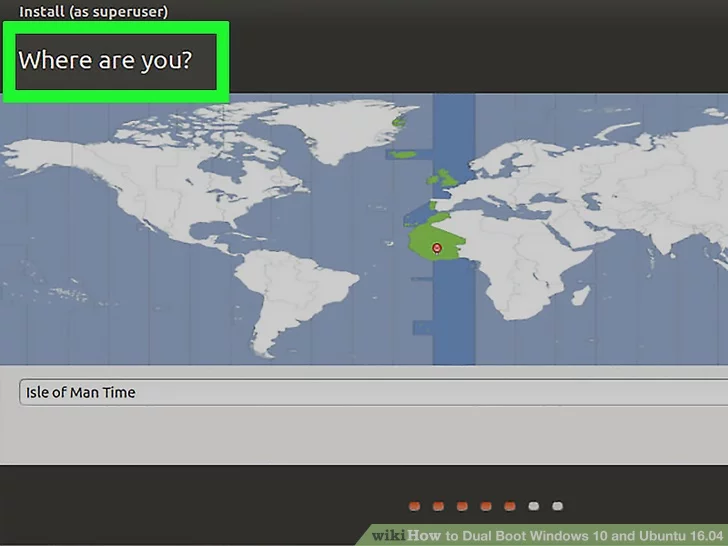 Install (as superuser)
Where are you?
Isle of Man Time
wikiHow to Dual Boot Windows 10 and Ubuntu 16.04